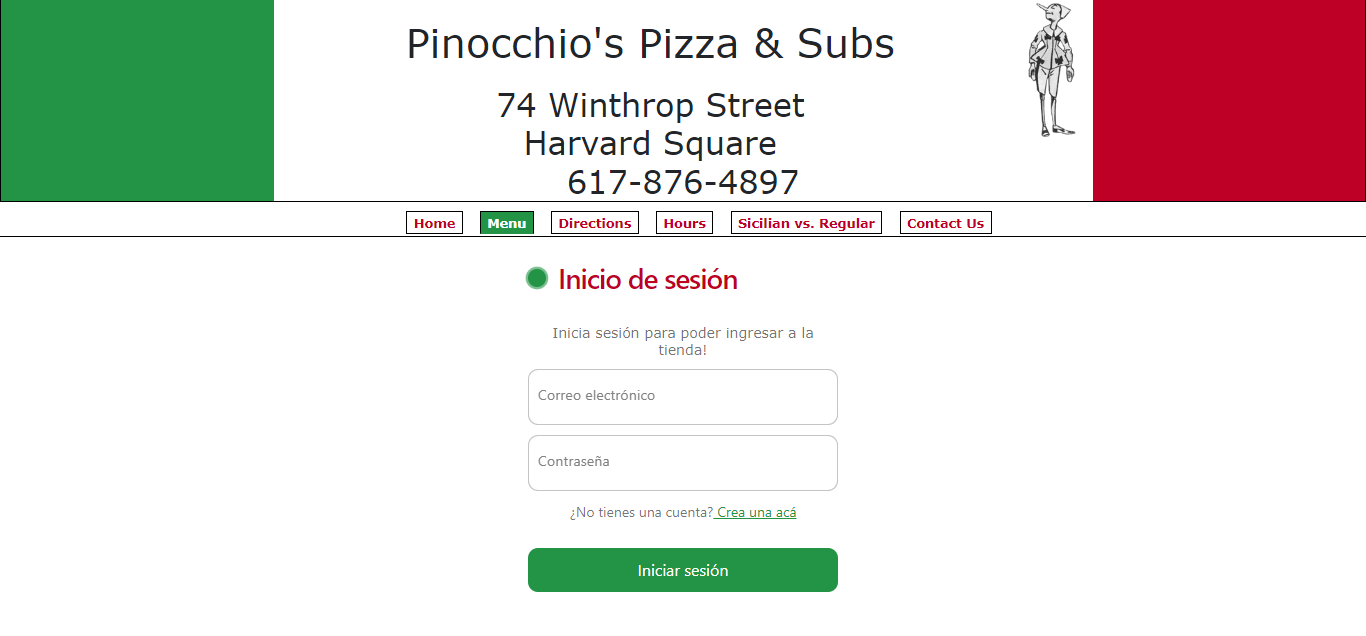 Pinocchio's Pizza & Subs
74 Winthrop Street
Harvard Square
617-876-4897
Home Menu Directions Hours Sicilian vs. Regular Contact Us
Inicio de sesión
Inicia sesión para poder ingresar a la
tienda!
Correo electrónico
Contraseña
¿No tienes una cuenta? Crea una acá
Iniciar sesión